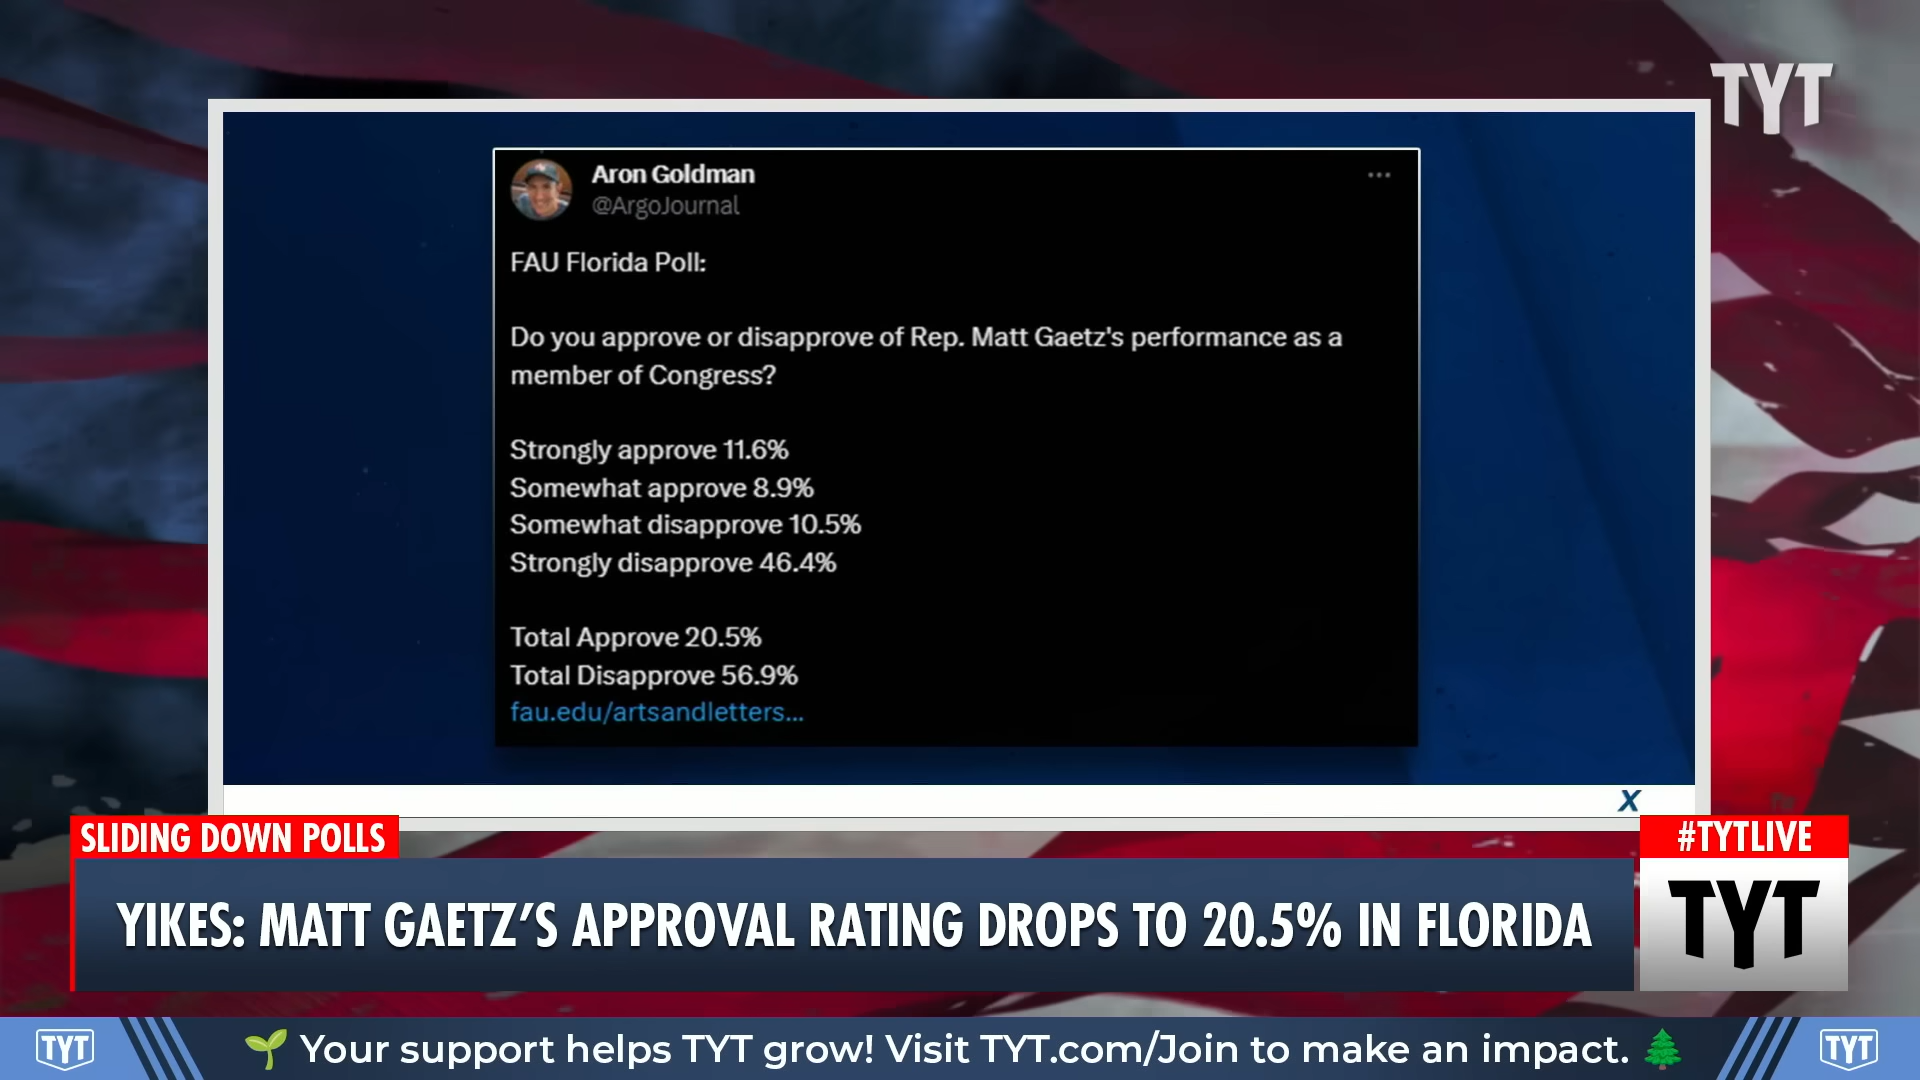 TYT
Aron Goldman
@ArgoJournal
FAU Florida Poll:
Do you approve or disapprove of Rep. Matt Gaetz's performance as a
member of Congress?
Strongly approve 11.6%
Somewhat approve 8.9%
Somewhat disapprove 10.5%
Strongly disapprove 46.4%
Total Approve 20.5%
Total Disapprove 56.9%
fau.edu/artsandletters...
X
SLIDING DOWN POLLS
#TYTLIVE
YIKES: MATT GAETZ'S APPROVAL RATING DROPS TO 20.5% IN FLORIDA
TYT
TYT
Your support helps TYT grow! Visit TYT.com/Join to make an impact.
TYT